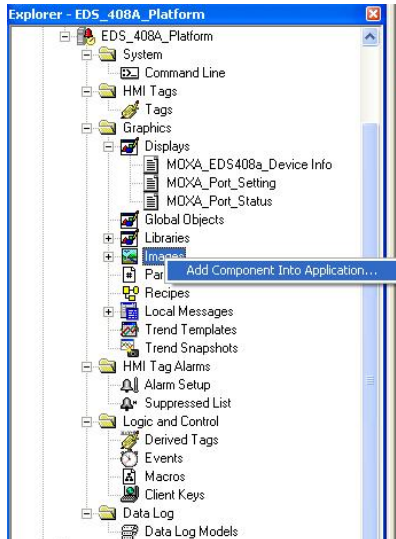 Explorer - EDS_408A_Platform
EDS_408A_Platform
System
Command Line
HMI Tags
Tags
Graphics
Displays
MOXA_EDS408a_Device Info
MOXA_Port_Setting
MOXA_Port_Status
Global Objects
Libraries
Images
Add Component Into Application...
Par
Recipes
Local Messages
Trend Templates
Trend Snapshots
HMI Tag Alarms
Alarm Setup
Suppressed List
Logic and Control
Derived Tags
Events
Macros
Client Keys
Data Log
Data Log Models